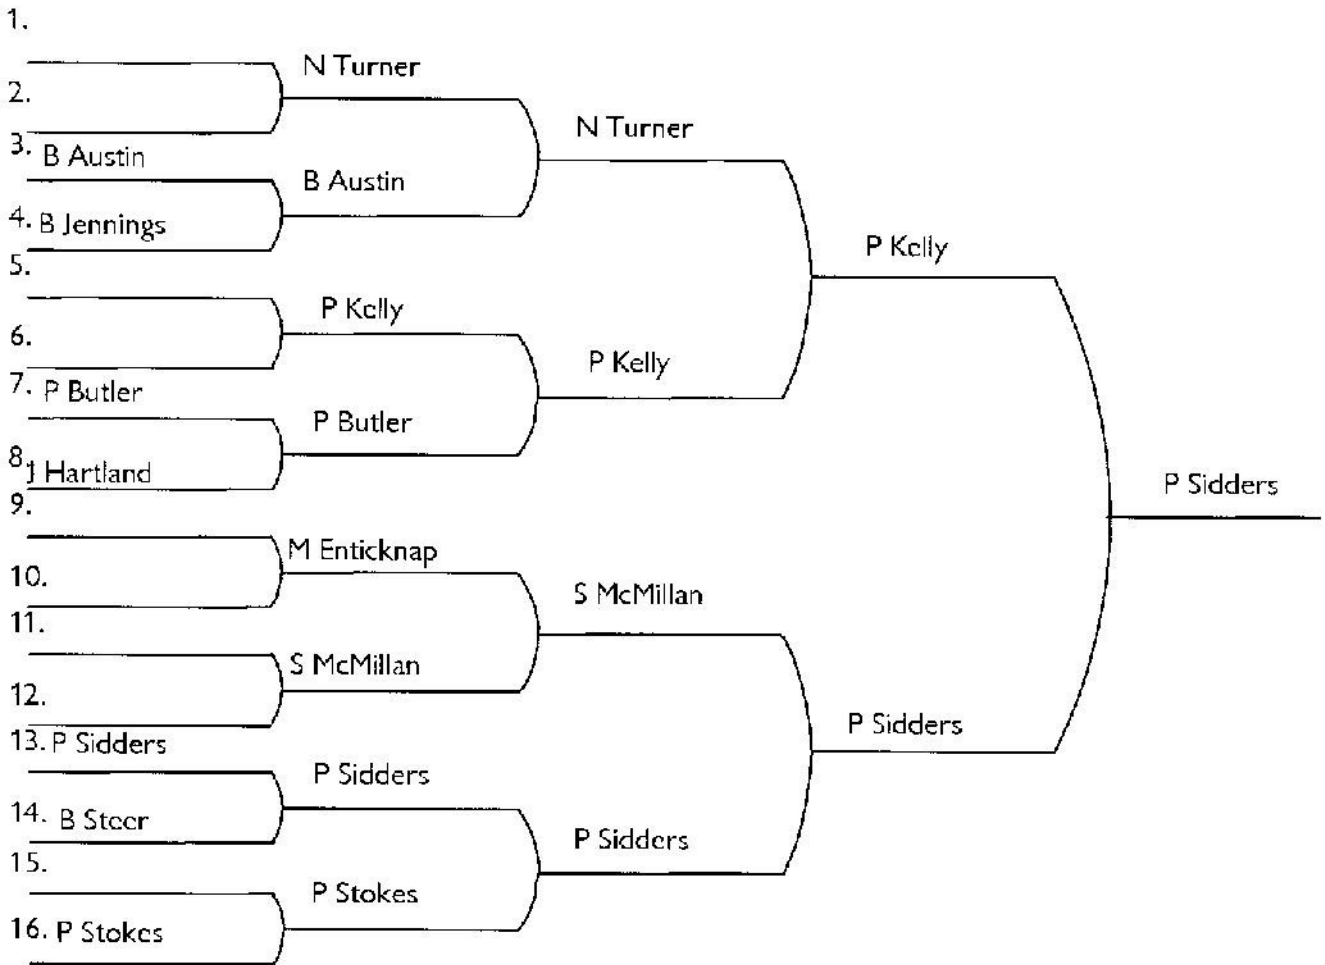 1.
2.
3. B Austin
4. B Jennings
5.
6.
7. P Butler
8. J Hartland
9.
10.
11.
12.
13. P Sidders
14. B Steer
15.
16. P Stokes
N Turner
B Austin
P Kelly
P Butler
M Enticknap
S McMillan
P Sidders
P Stokes
N Turner
P Kelly
S McMillan
P Sidders
P Kelly
P Sidders
P Sidders